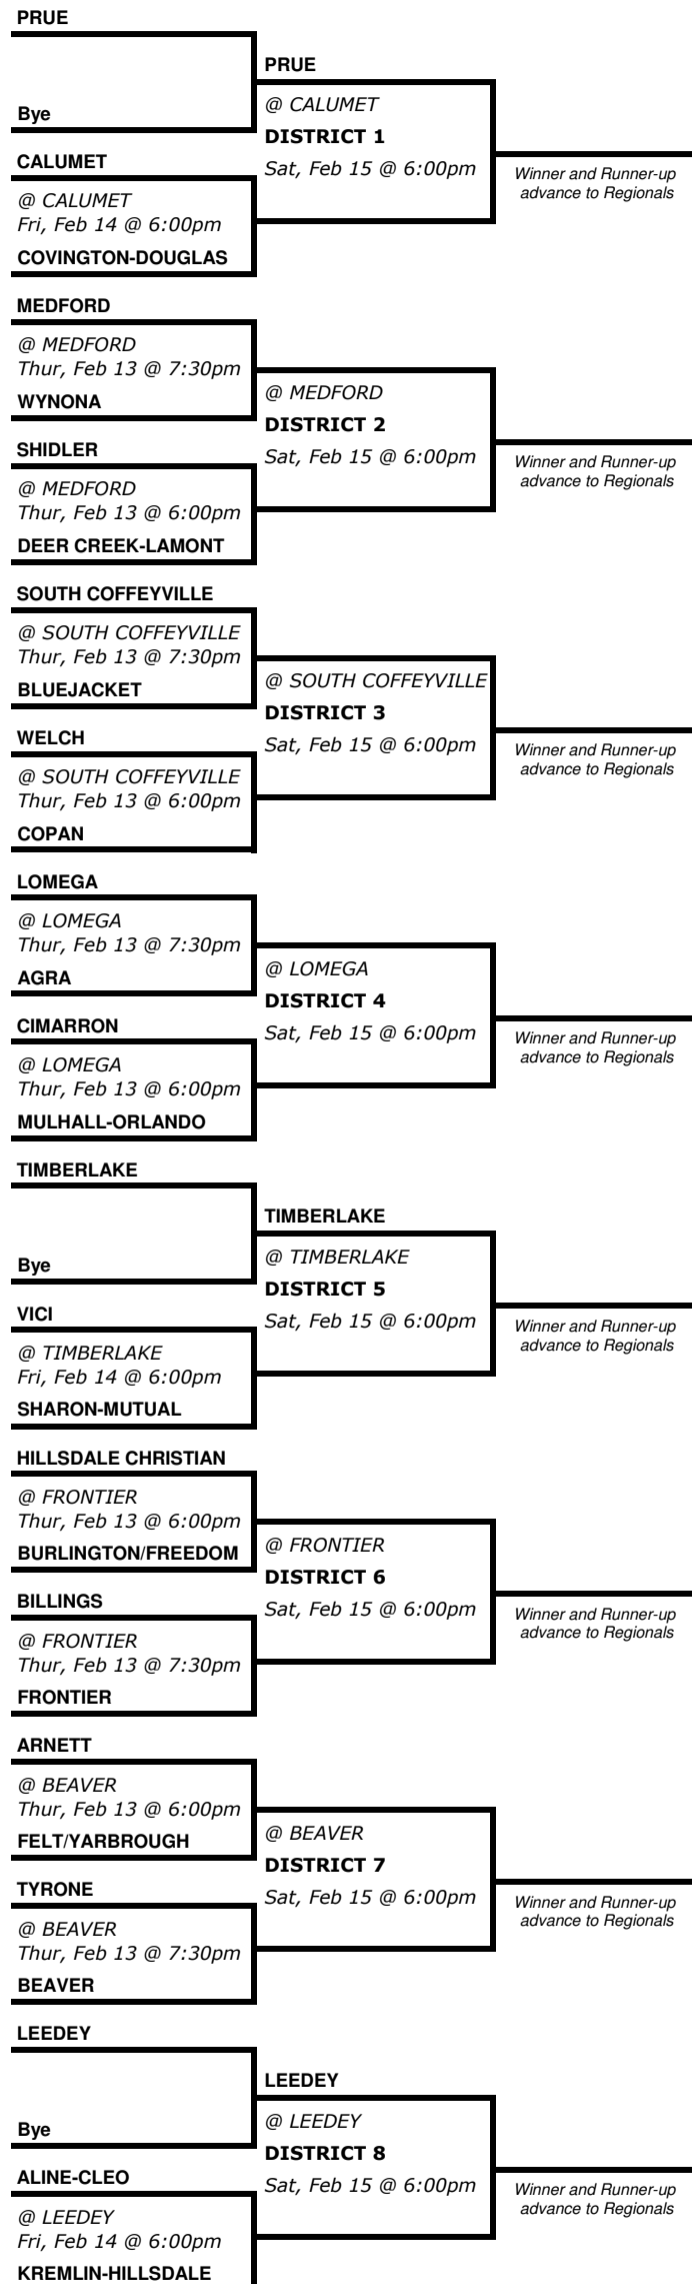 PRUE
Bye
PRUE
@ CALUMET
DISTRICT 1
Sat, Feb 15 @ 6:00pm
Winner and Runner-up
advance to Regionals
CALUMET
@ CALUMET
Fri, Feb 14 @ 6:00pm
COVINGTON-DOUGLAS
MEDFORD
@ MEDFORD
Thur, Feb 13 @ 7:30pm
WYNONA
@ MEDFORD
DISTRICT 2
Sat, Feb 15 @ 6:00pm
Winner and Runner-up
advance to Regionals
SHIDLER
@ MEDFORD
Thur, Feb 13 @ 6:00pm
DEER CREEK-LAMONT
SOUTH COFFEYVILLE
@ SOUTH COFFEYVILLE
Thur, Feb 13 @ 7:30pm
BLUEJACKET
@ SOUTH COFFEYVILLE
DISTRICT 3
Sat, Feb 15 @ 6:00pm
Winner and Runner-up
advance to Regionals
WELCH
@ SOUTH COFFEYVILLE
Thur, Feb 13 @ 6:00pm
COPAN
LOMEGA
@ LOMEGA
Thur, Feb 13 @ 7:30pm
AGRA
@ LOMEGA
DISTRICT 4
Sat, Feb 15 @ 6:00pm
Winner and Runner-up
advance to Regionals
CIMARRON
@ LOMEGA
Thur, Feb 13 @ 6:00pm
MULHALL-ORLANDO
TIMBERLAKE
Bye
TIMBERLAKE
@ TIMBERLAKE
DISTRICT 5
Sat, Feb 15 @ 6:00pm
Winner and Runner-up
advance to Regionals
VICI
@ TIMBERLAKE
Fri, Feb 14 @ 6:00pm
SHARON-MUTUAL
HILLSDALE CHRISTIAN
@ FRONTIER
Thur, Feb 13 @ 6:00pm
BURLINGTON/FREEDOM
@ FRONTIER
DISTRICT 6
Sat, Feb 15 @ 6:00pm
Winner and Runner-up
advance to Regionals
BILLINGS
@ FRONTIER
Thur, Feb 13 @ 7:30pm
FRONTIER
ARNETT
@ BEAVER
Thur, Feb 13 @ 6:00pm
FELT/YARBROUGH
@ BEAVER
DISTRICT 7
Sat, Feb 15 @ 6:00pm
Winner and Runner-up
advance to Regionals
TYRONE
@ BEAVER
Thur, Feb 13 @ 7:30pm
BEAVER
LEEDEY
Bye
LEEDEY
@ LEEDEY
DISTRICT 8
Sat, Feb 15 @ 6:00pm
Winner and Runner-up
advance to Regionals
ALINE-CLEO
@ LEEDEY
Fri, Feb 14 @ 6:00pm
KREMLIN-HILLSDALE